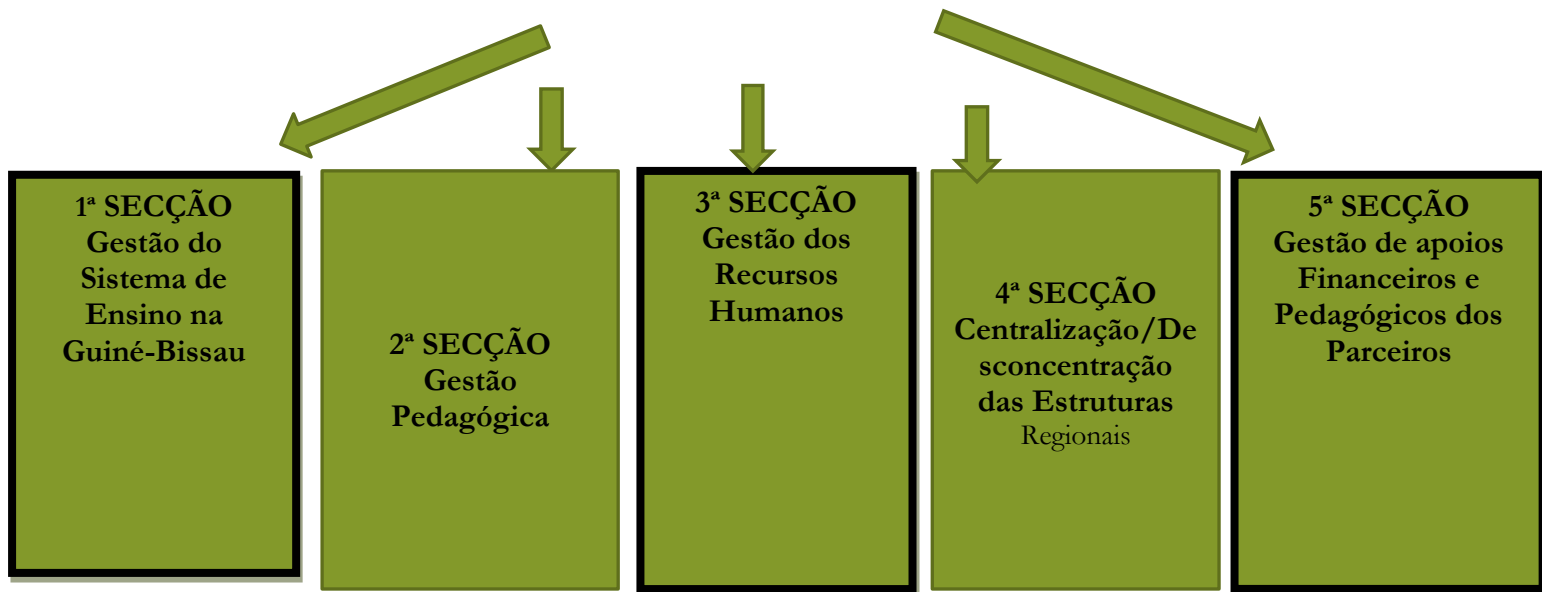 1ª SECÇÃO
Gestão do
Sistema de
Ensino na
Guiné-Bissau
2ª SECÇÃO
Gestão
Pedagógica
3ª SECÇÃO
Gestão dos
Recursos
Humanos
4ª SECÇÃO
Centralização/De
sconcentração
das Estruturas
Regionais
5ª SECÇÃO
Gestão de apoios
Financeiros e
Pedagógicos dos
Parceiros